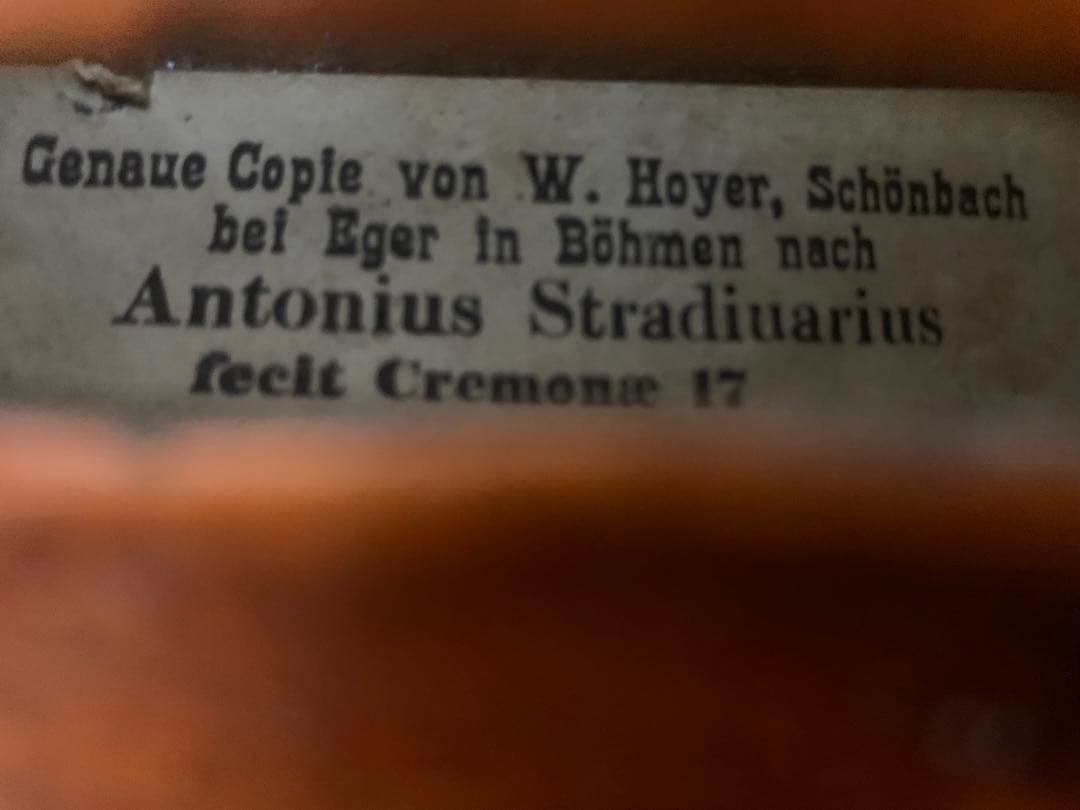 Genaue Copie von W. Hoyer, Schönbach
bei Eger in Böhmen nach
Antonius Stradiuarius
fecit Cremonæ 17